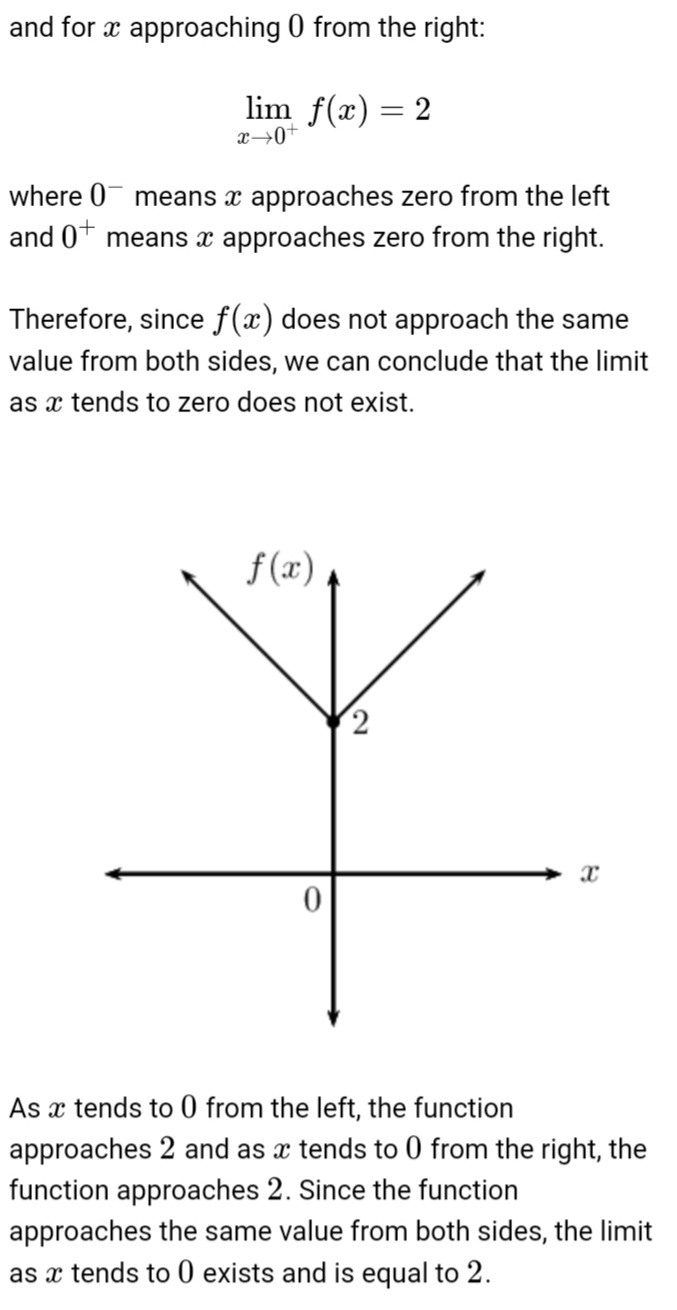 and for x approaching 0 from the right:
lim f(x) = 2
x→0⁺
where 0⁻ means x approaches zero from the left
and 0⁺ means x approaches zero from the right.
Therefore, since f(x) does not approach the same
value from both sides, we can conclude that the limit
as x tends to zero does not exist.
f(x)
2
x
0
As x tends to 0 from the left, the function
approaches 2 and as x tends to 0 from the right, the
function approaches 2. Since the function
approaches the same value from both sides, the limit
as x tends to 0 exists and is equal to 2.